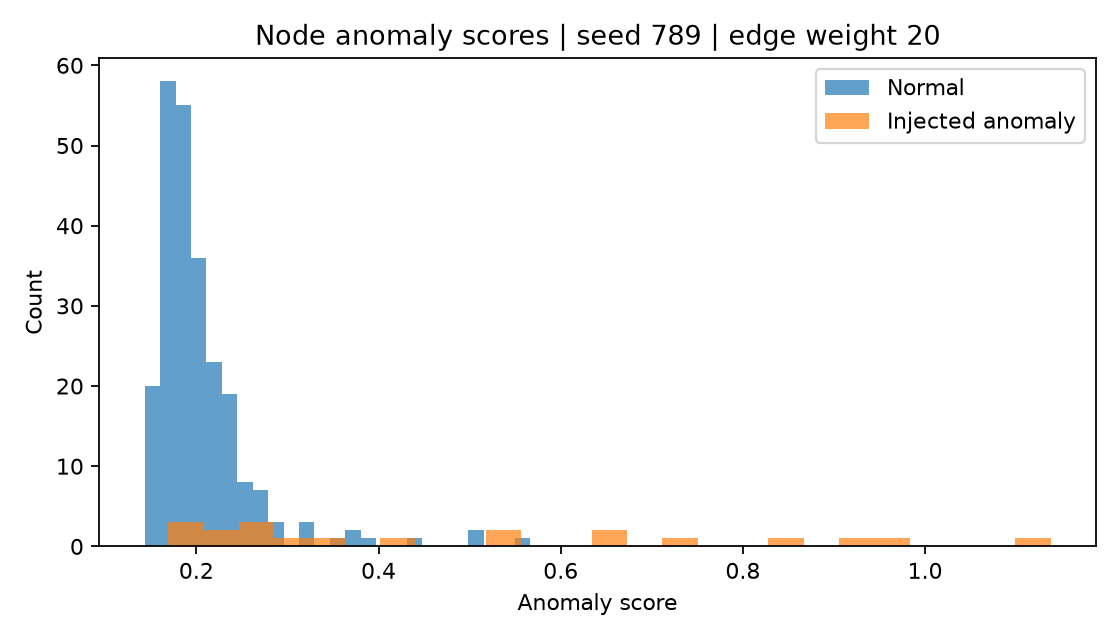 Node anomaly scores | seed 789 | edge weight 20
Normal
Injected anomaly
60
50
40
30
20
10
0
Count
0.2 0.4 0.6 0.8 1.0
Anomaly score